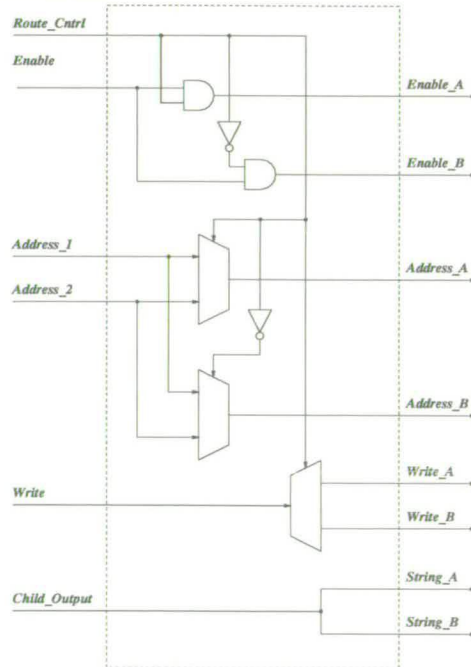 Route_Cntrl
Enable
Enable_A
Enable_B
Address_1
Address_A
Address_2
Address_B
Write_A
Write
Write_B
String_A
Child_Output
String_B